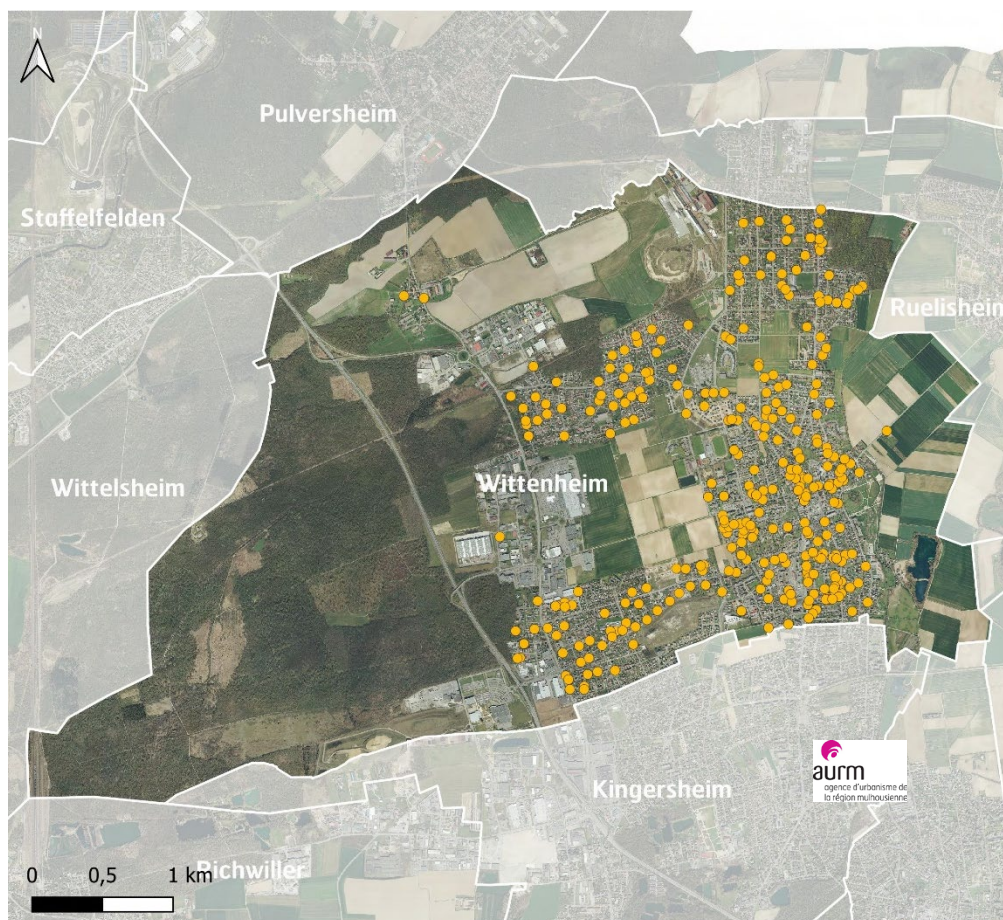 N
Pulversheim
Staffelfelden
Ruelisheim
Wittelsheim
Wittenheim
aurm
agence d'urbanisme de
la région mulhousienne
Kingersheim
Richwiller
0 0,5 1 km